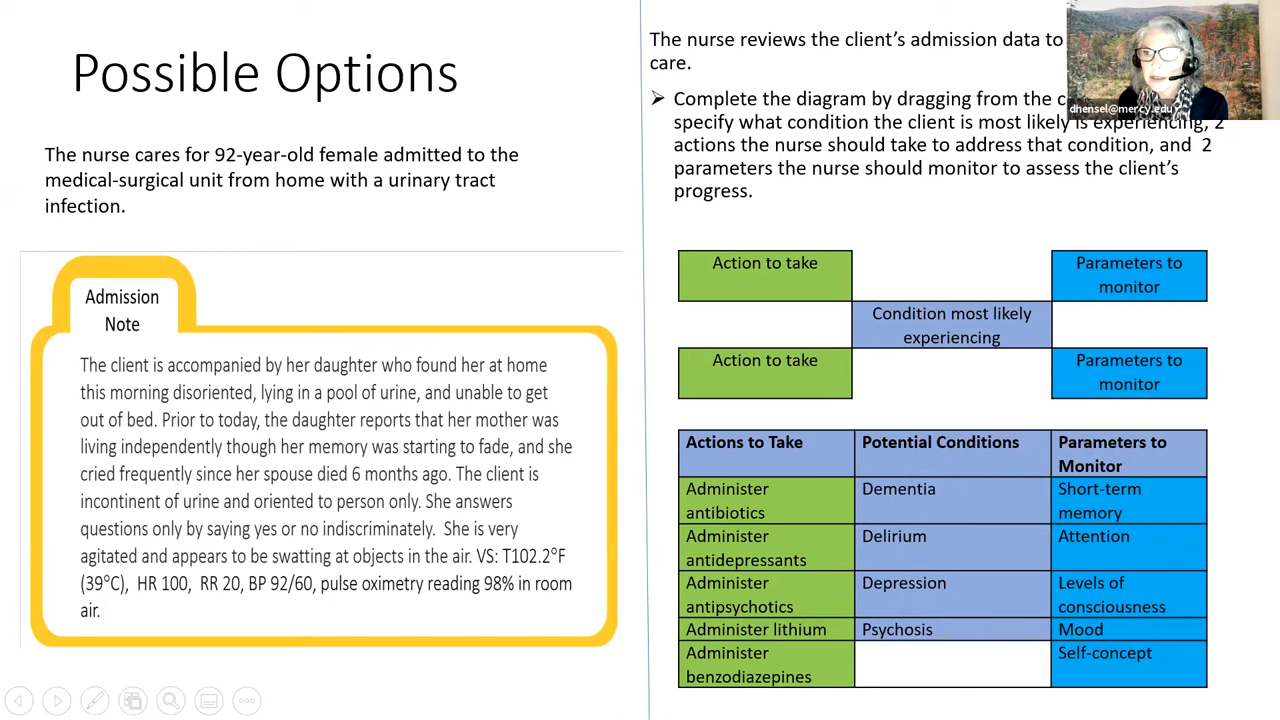 Possible Options
The nurse cares for 92-year-old female admitted to the
medical-surgical unit from home with a urinary tract
infection.
Admission
Note
The client is accompanied by her daughter who found her at home
this morning disoriented, lying in a pool of urine, and unable to get
out of bed. Prior to today, the daughter reports that her mother was
living independently though her memory was starting to fade, and she
cried frequently since her spouse died 6 months ago. The client is
incontinent of urine and oriented to person only. She answers
questions only by saying yes or no indiscriminately.  She is very
agitated and appears to be swatting at objects in the air. VS: T102.2°F
(39°C),  HR 100,  RR 20, BP 92/60, pulse oximetry reading 98% in room
air.
The nurse reviews the client's admission data to
care.
➢ Complete the diagram by dragging from the
specify what condition the client is most likely is experiencing, 2
actions the nurse should take to address that condition, and  2
parameters the nurse should monitor to assess the client's
progress.
dhensel@mercy.edu
Action to take
Parameters to
monitor
Condition most likely
experiencing
Action to take
Parameters to
monitor
Actions to Take
Potential Conditions
Parameters to
Monitor
Administer
antibiotics
Dementia
Short-term
memory
Administer
antidepressants
Delirium
Attention
Administer
antipsychotics
Depression
Levels of
consciousness
Administer lithium
Psychosis
Mood
Administer
benzodiazepines
Self-concept